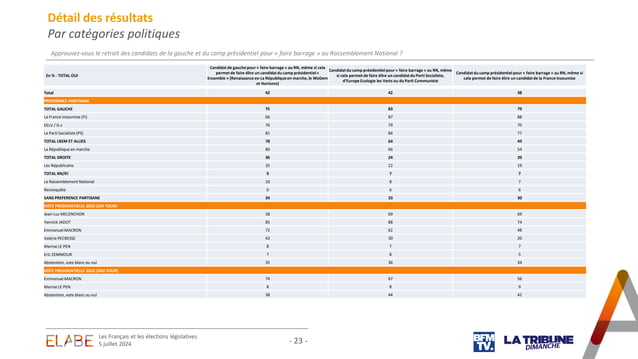 Détail des résultats
Par catégories politiques
Approuvez-vous le retrait des candidats de la gauche et du camp présidentiel pour « faire barrage » au Rassemblement National ?
En % - TOTAL OUI
Candidat de gauche pour « faire barrage » au RN, même si cela
permet de faire élire un candidat du camp présidentiel «
Ensemble » (Renaissance ex-La République en marche, le MoDem
et Horizons)
Candidat du camp présidentiel pour « faire barrage » au RN, même
si cela permet de faire élire un candidat du Parti Socialiste,
d'Europe Ecologie les Verts ou du Parti Communiste
Candidat du camp présidentiel pour « faire barrage » au RN, même si
cela permet de faire élire un candidat de la France Insoumise
Total 42 42 38
PREFERENCE PARTISANE
TOTAL GAUCHE 75 83 79
La France insoumise (FI) 66 87 88
EELV / G.s 76 79 70
Le Parti Socialiste (PS) 81 84 77
TOTAL LREM ET ALLIES 78 64 49
La République en marche 80 66 54
TOTAL DROITE 36 24 20
Les Républicains 35 22 19
TOTAL RN/R! 9 7 7
Le Rassemblement National 10 8 7
Reconquête 0 6 6
SANS PREFERENCE PARTISANE 34 33 30
VOTE PRESIDENTIELLE 2022 (1ER TOUR)
Jean-Luc MELENCHON 58 69 69
Yannick JADOT 85 88 74
Emmanuel MACRON 72 62 48
Valérie PECRESSE 42 30 20
Marine LE PEN 8 7 7
Eric ZEMMOUR 7 8 5
Abstention, vote blanc ou nul 35 36 34
VOTE PRESIDENTIELLE 2022 (2ND TOUR)
Emmanuel MACRON 74 67 56
Marine LE PEN 8 8 9
Abstention, vote blanc ou nul 38 44 42
ELABE
Les Français et les élections législatives
5 juillet 2024
- 23 -
BFM
TV.
LA TRIBUNE
DIMANCHE